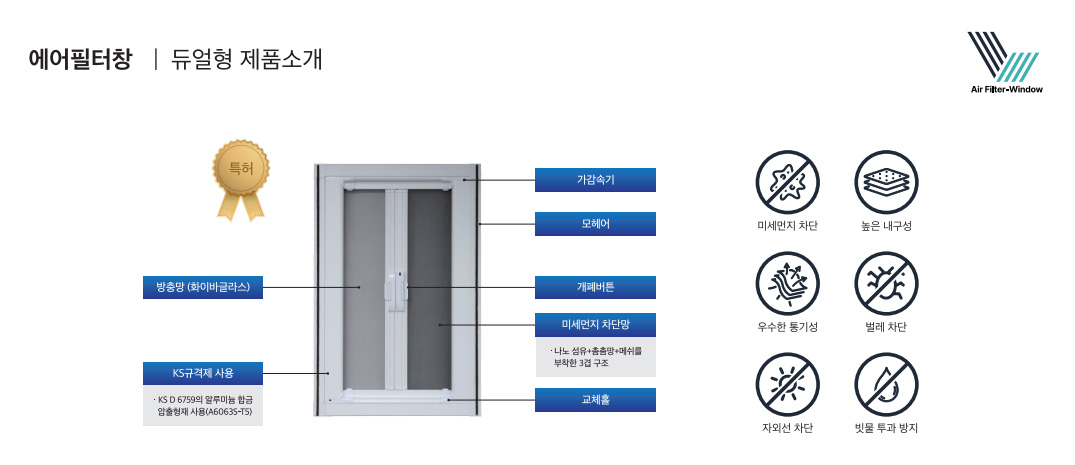 에어필터창 | 듀얼형 제품소개
Air Filter-Window
특허
가감속기
모헤어
방충망 (화이바글라스)
개폐버튼
미세먼지 차단망
· 나노 섬유+촘촘망+메쉬를
부착한 3겹 구조
KS규격제 사용
· KS D 6759의 알루미늄 합금
압출형재 사용(A6063S-T5)
교체홀
미세먼지 차단
높은 내구성
우수한 통기성
벌레 차단
자외선 차단
빗물 투과 방지